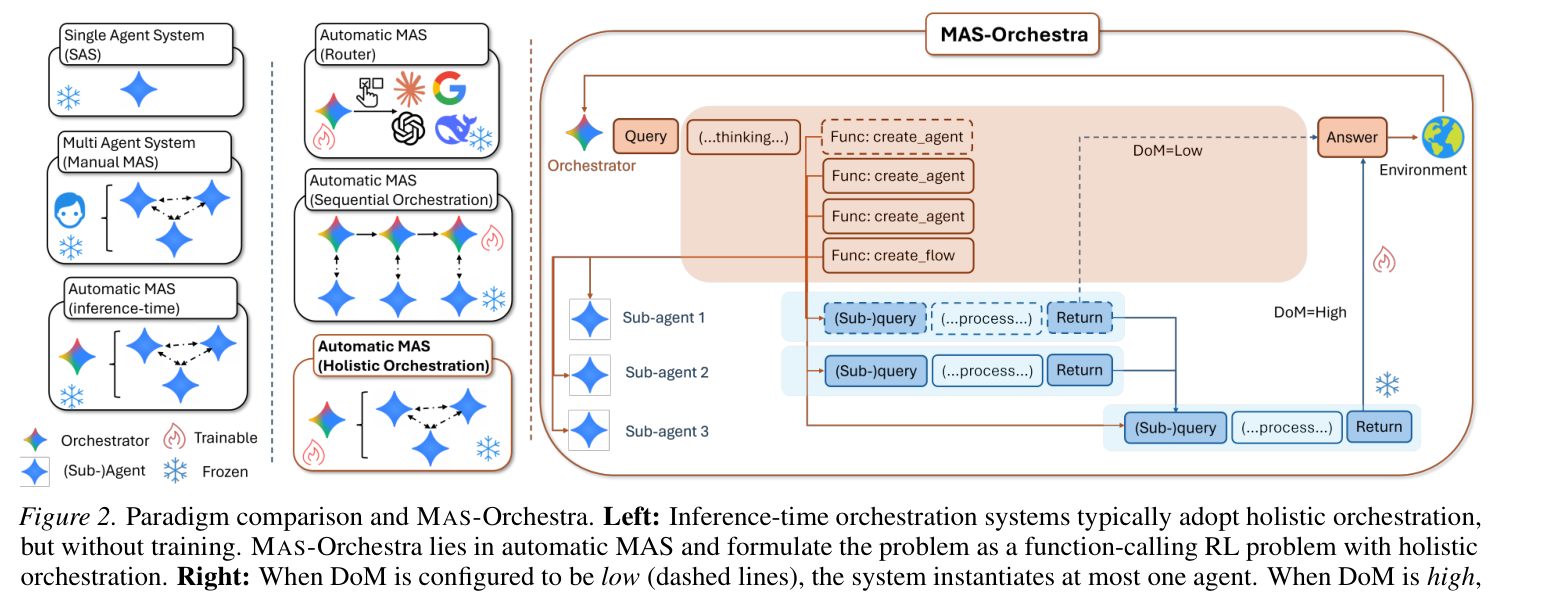 Single Agent System
(SAS)
Multi Agent System
(Manual MAS)
Automatic MAS
(inference-time)
Orchestrator
Trainable
(Sub-)Agent
Frozen
Automatic MAS
(Router)
Automatic MAS
(Sequential Orchestration)
Automatic MAS
(Holistic Orchestration)
MAS-Orchestra
Orchestrator
Query
(...thinking...)
Func: create_agent
Func: create_agent
Func: create_agent
Func: create_flow
DoM=Low
Answer
Environment
DoM=High
Sub-agent 1
(Sub-)query
(...process...)
Return
Sub-agent 2
(Sub-)query
(...process...)
Return
Sub-agent 3
(Sub-)query
(...process...)
Return
Figure 2. Paradigm comparison and MAS-Orchestra. Left: Inference-time orchestration systems typically adopt holistic orchestration,
but without training. MAS-Orchestra lies in automatic MAS and formulate the problem as a function-calling RL problem with holistic
orchestration. Right: When DoM is configured to be low (dashed lines), the system instantiates at most one agent. When DoM is high,